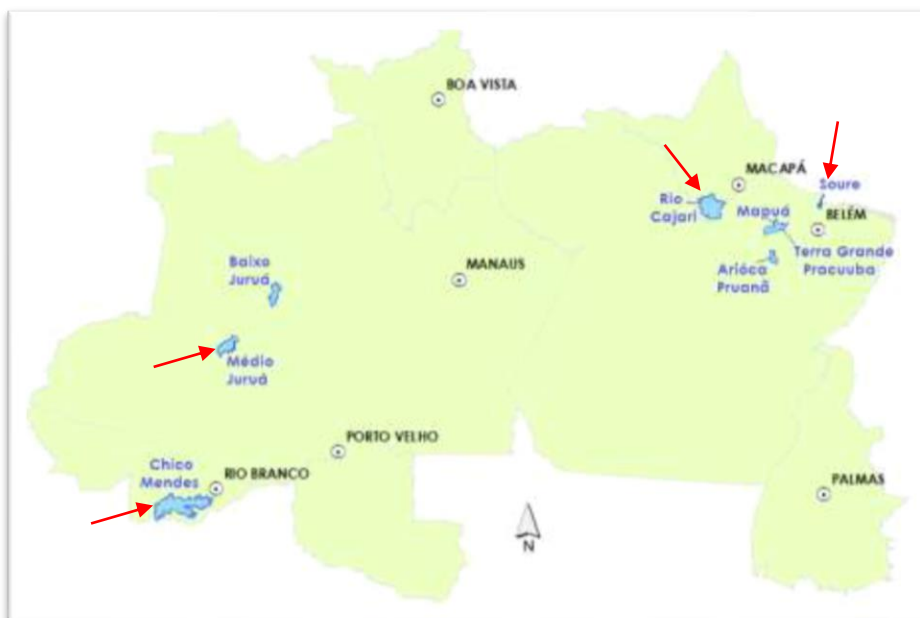 BOA VISTA
MACAPÁ
Soure
Rio
Cajari
Mapuá
BELÉM
Terra Grande
Pracuuba
Arióca
Pruanã
MANAUS
Baixo
Juruá
Médio
Juruá
PORTO VELHO
Chico
Mendes
RIO BRANCO
PALMAS
N